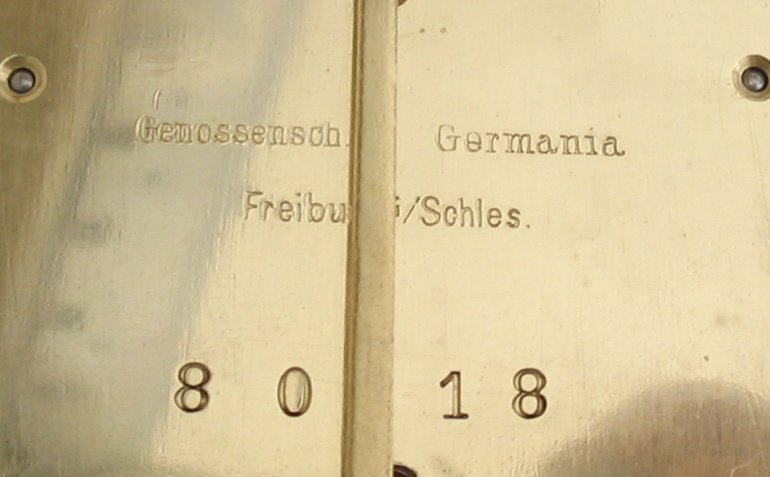 Genossensch. Germania
Freibu i/Schles.
80 18